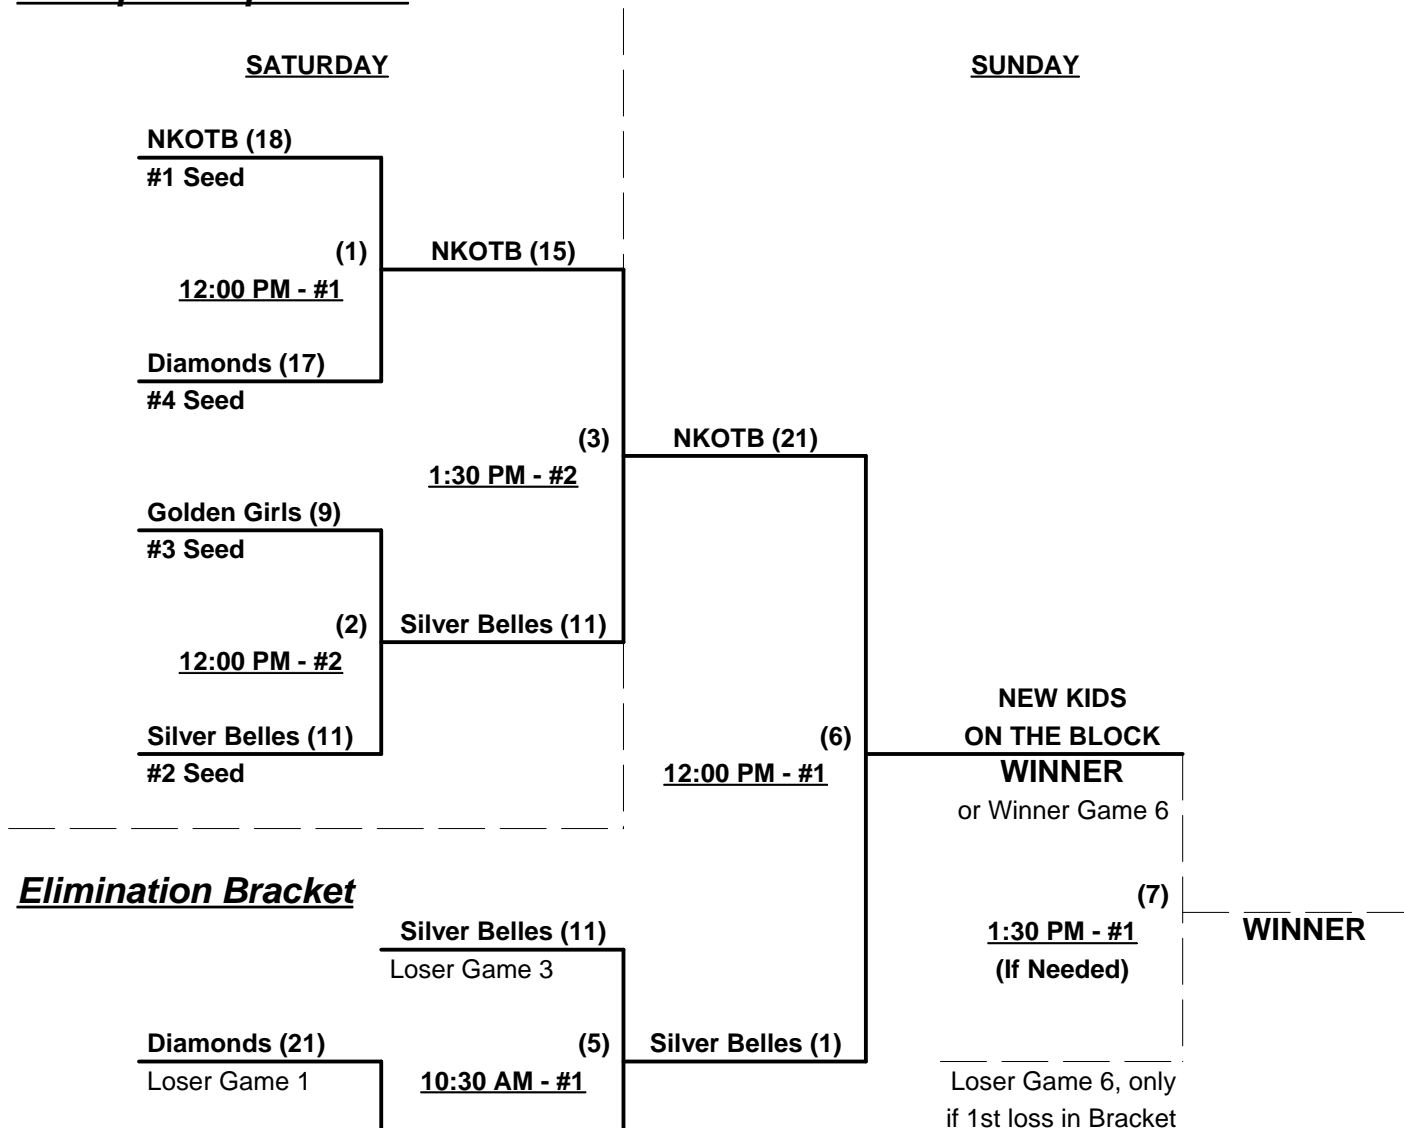 SATURDAY
SUNDAY
NKOTB (18)
#1 Seed
(1)
NKOTB (15)
12:00 PM - #1
Diamonds (17)
#4 Seed
(3)
NKOTB (21)
1:30 PM - #2
Golden Girls (9)
#3 Seed
(2)
Silver Belles (11)
12:00 PM - #2
NEW KIDS
ON THE BLOCK
Silver Belles (11)
#2 Seed
(6)
12:00 PM - #1
WINNER
or Winner Game 6
Elimination Bracket
(7)
Silver Belles (11)
Loser Game 3
1:30 PM - #1
(If Needed)
WINNER
Diamonds (21)
Loser Game 1
(5)
10:30 AM - #1
Silver Belles (1)
Loser Game 6, only
if 1st loss in Bracket